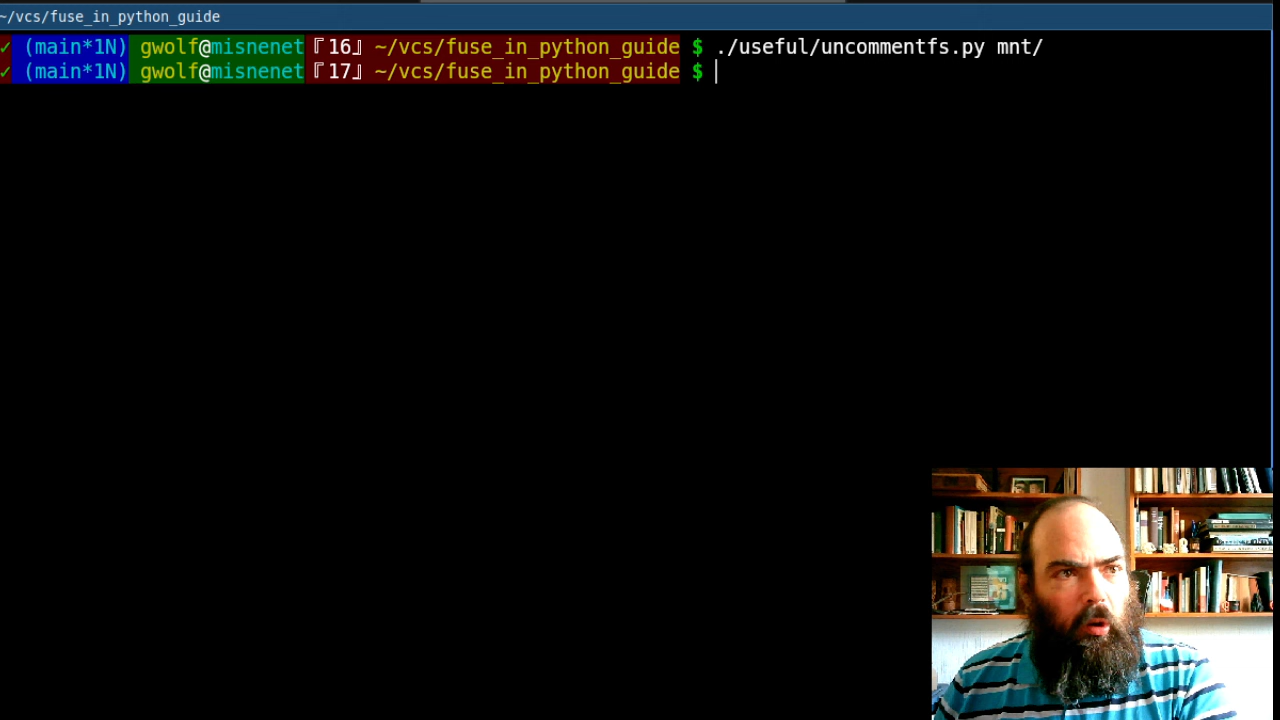 ~/vcs/fuse_in_python_guide
✓ (main*1N) gwolf@misnenet『16』~/vcs/fuse_in_python_guide $ ./useful/uncommentfs.py mnt/
✓ (main*1N) gwolf@misnenet『17』~/vcs/fuse_in_python_guide $